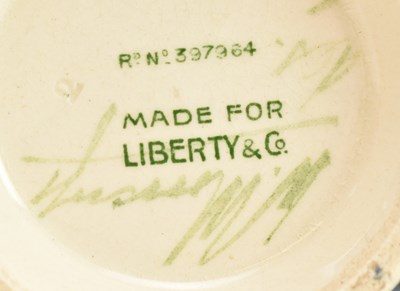 Rᴰ Nᵒ 397964
MADE FOR
LIBERTY & Cᵒ.